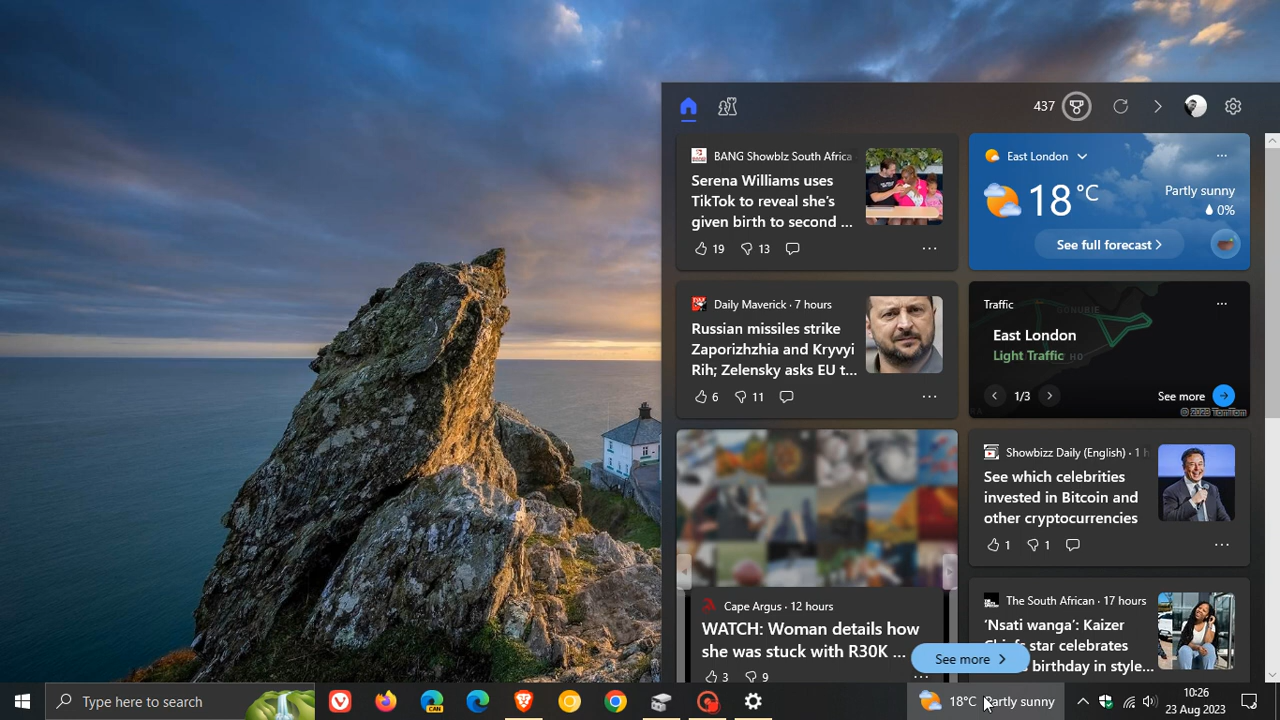 437
BANG Showbiz South Africa
Serena Williams uses
TikTok to reveal she's
given birth to second ...
19
13
East London
18 °C
Partly sunny
0%
See full forecast
Daily Maverick · 7 hours
Russian missiles strike
Zaporizhzhia and Kryvyi
Rih; Zelensky asks EU t...
6
11
Traffic
GONUBIE
East London
Light Traffic
1/3
See more
© 2023 TomTom
Showbizz Daily (English) · 1 h
See which celebrities
invested in Bitcoin and
other cryptocurrencies
1
1
Cape Argus · 12 hours
WATCH: Woman details how
she was stuck with R30K ...
3
9
The South African · 17 hours
'Nsati wanga': Kaizer
star celebrates
birthday in style...
See more
Type here to search
CAN
18°C
Partly sunny
10:26
23 Aug 2023